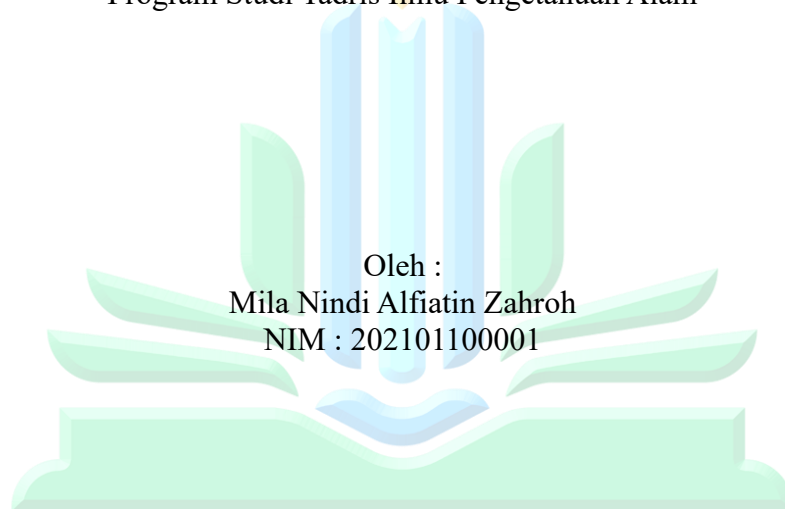 Program Studi Tadris Ilmu Pengetahuan Alam
Oleh :
Mila Nindi Alfiatin Zahroh
NIM : 202101100001